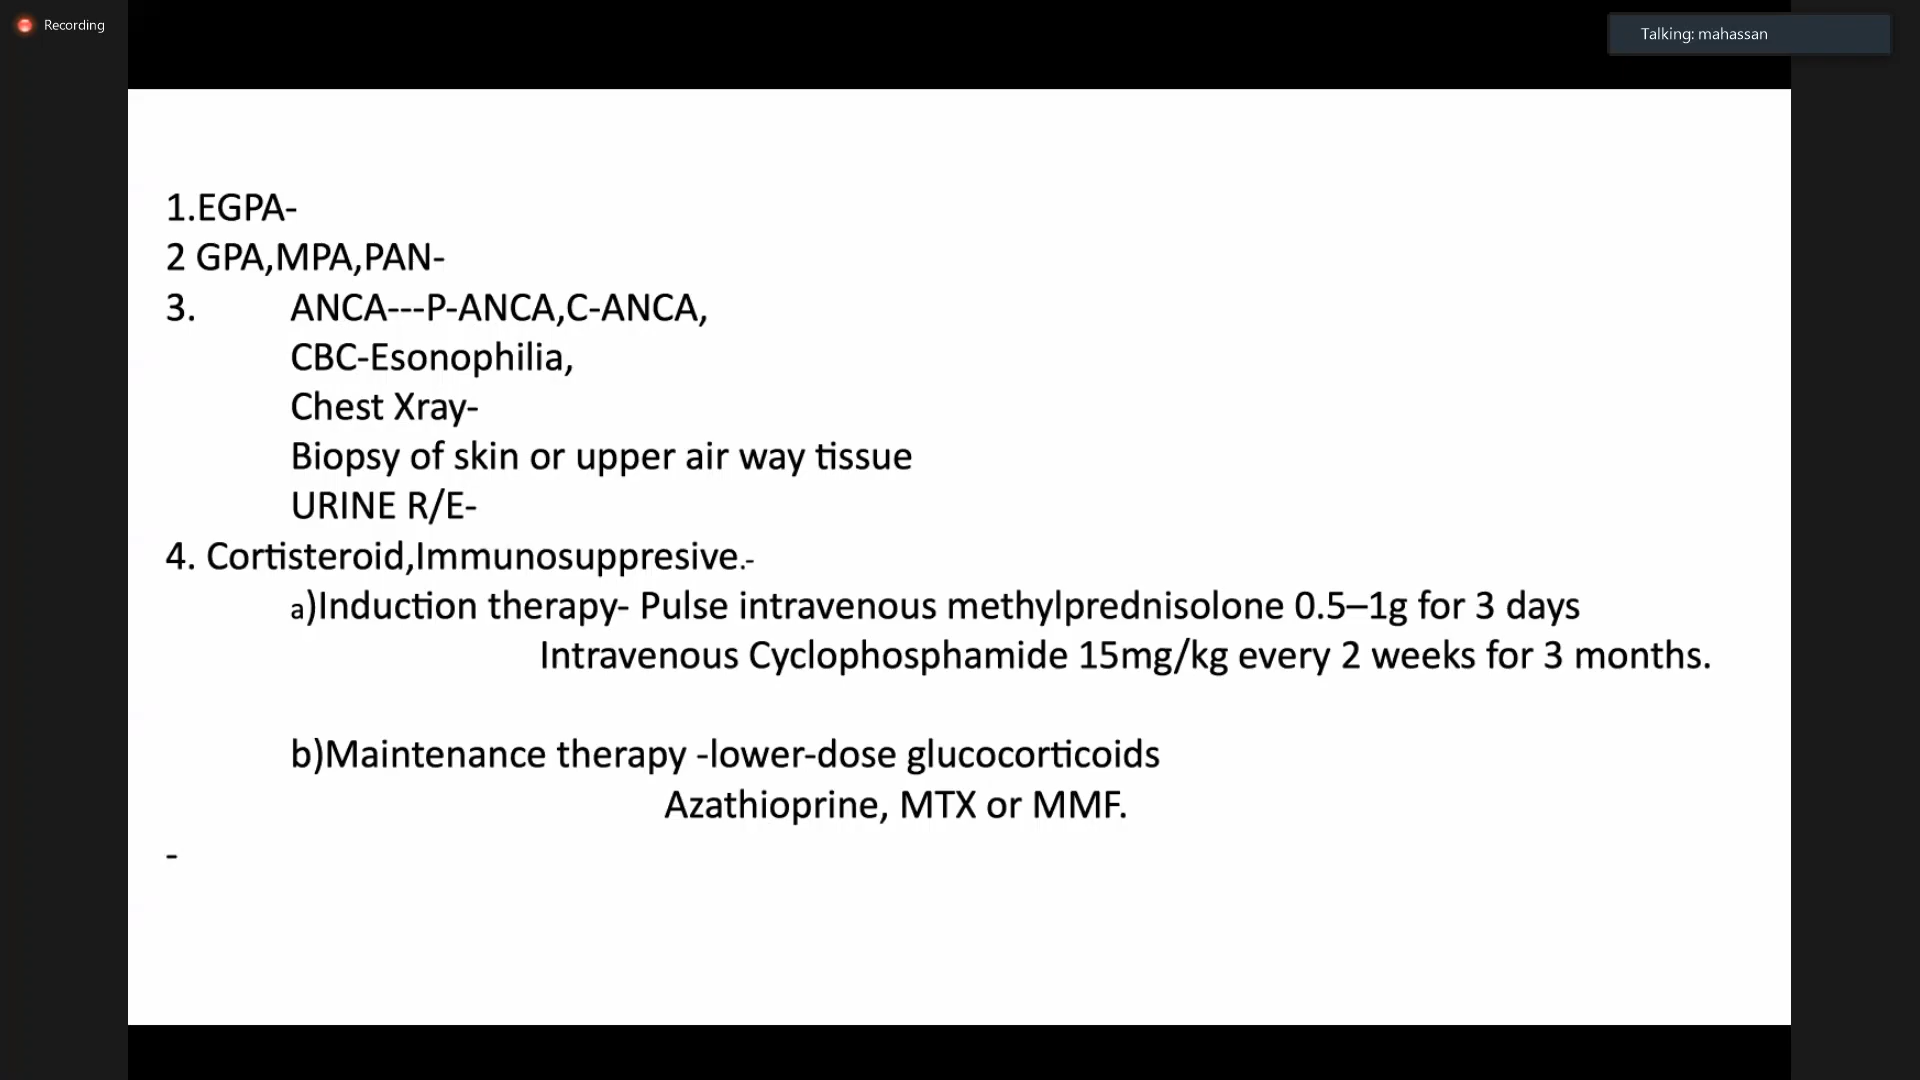 Recording
Talking: mahassan
1.EGPA-
2 GPA,MPA,PAN-
3. ANCA---P-ANCA,C-ANCA,
CBC-Esonophilia,
Chest Xray-
Biopsy of skin or upper air way tissue
URINE R/E-
4. Cortisteroid,Immunosuppresive.-
a)Induction therapy- Pulse intravenous methylprednisolone 0.5–1g for 3 days
Intravenous Cyclophosphamide 15mg/kg every 2 weeks for 3 months.
b)Maintenance therapy -lower-dose glucocorticoids
Azathioprine, MTX or MMF.
-